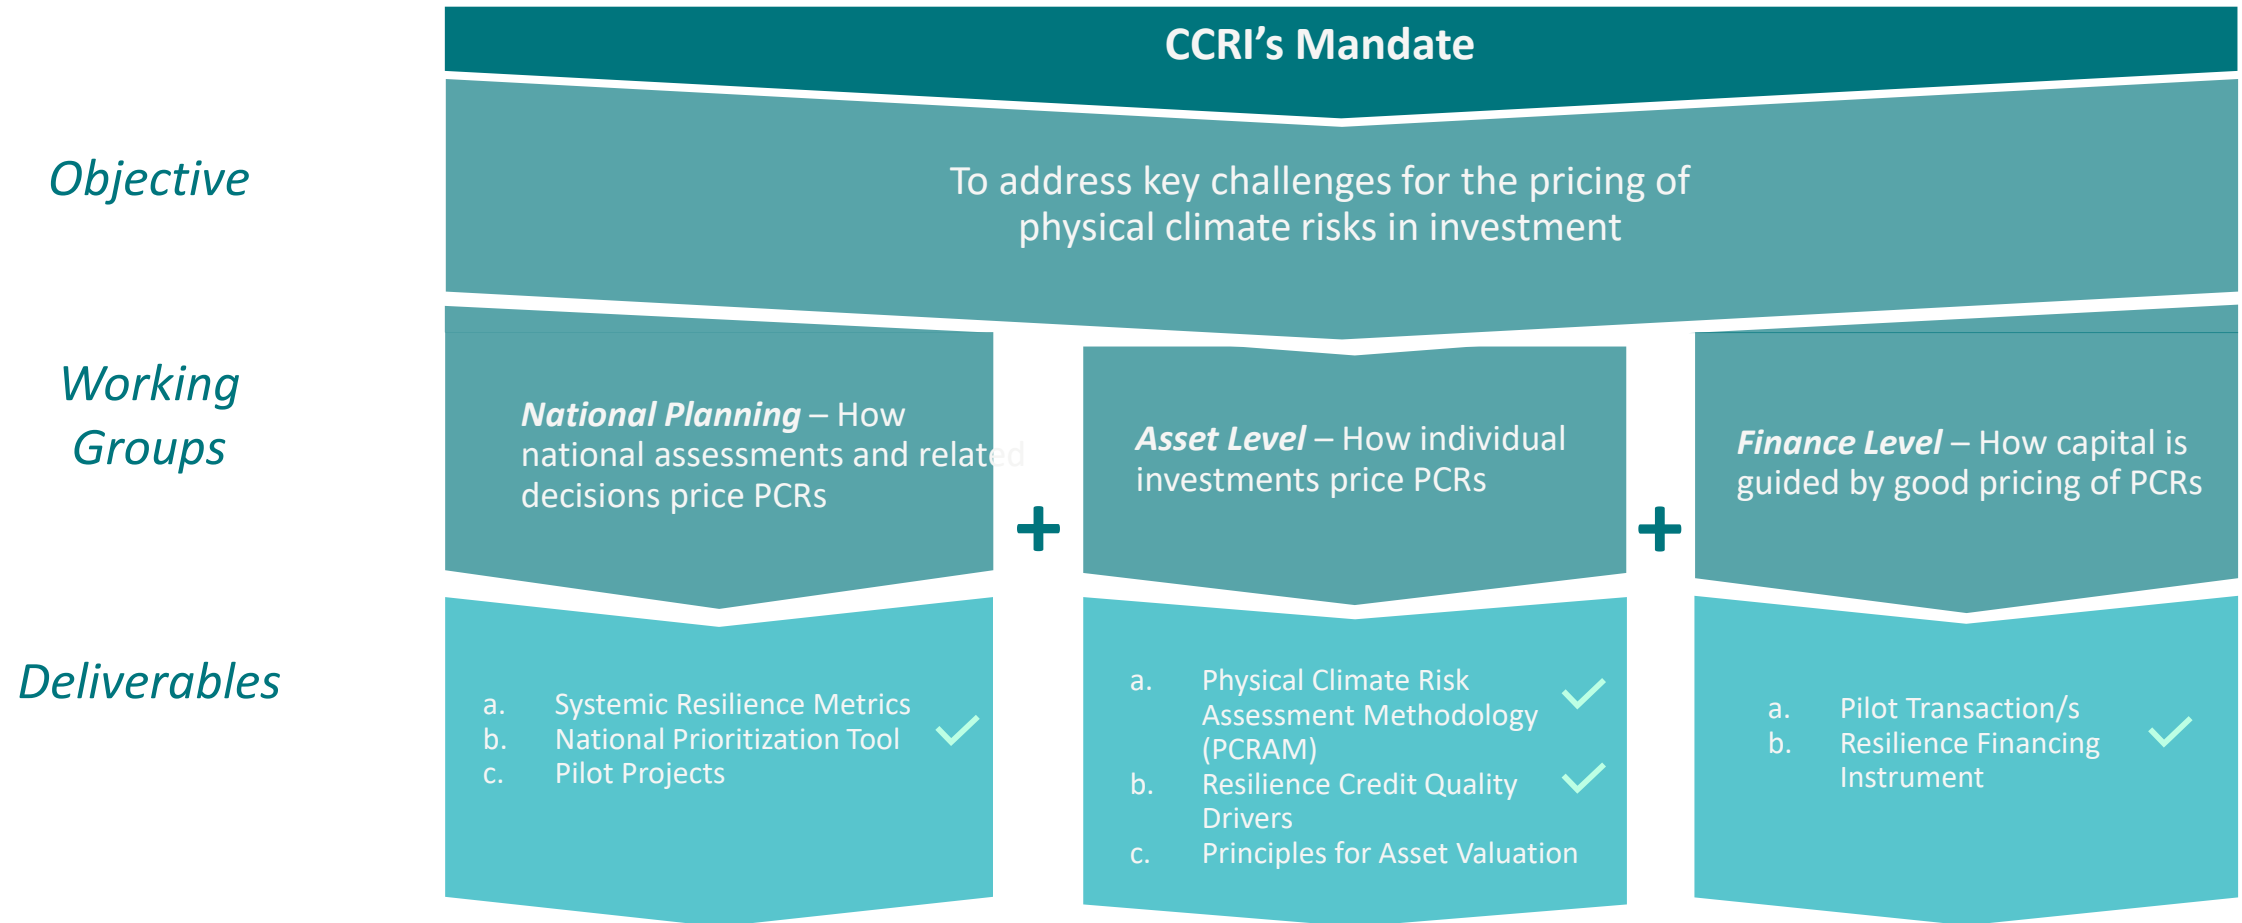 CCRI’s Mandate
Objective
To address key challenges for the pricing of
physical climate risks in investment
Working
Groups
National Planning – How
national assessments and related
decisions price PCRs
+
Asset Level – How individual
investments price PCRs
+
Finance Level – How capital is
guided by good pricing of PCRs
Deliverables
a. Systemic Resilience Metrics
b. National Prioritization Tool
c. Pilot Projects
a. Physical Climate Risk
Assessment Methodology
(PCRAM)
b. Resilience Credit Quality
Drivers
c. Principles for Asset Valuation
a. Pilot Transaction/s
b. Resilience Financing
Instrument